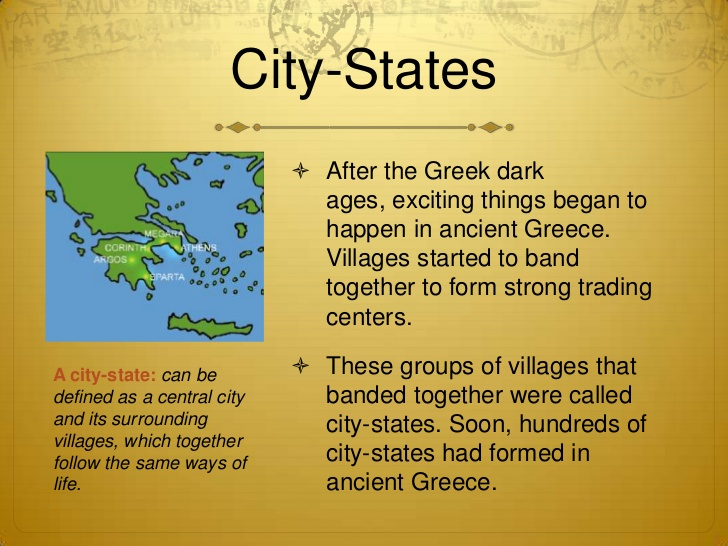 City-States
MEGARA
CORINTH
ATHENS
ARGOS
SPARTA
A city-state: can be
defined as a central city
and its surrounding
villages, which together
follow the same ways of
life.
After the Greek dark
ages, exciting things began to
happen in ancient Greece.
Villages started to band
together to form strong trading
centers.
These groups of villages that
banded together were called
city-states. Soon, hundreds of
city-states had formed in
ancient Greece.